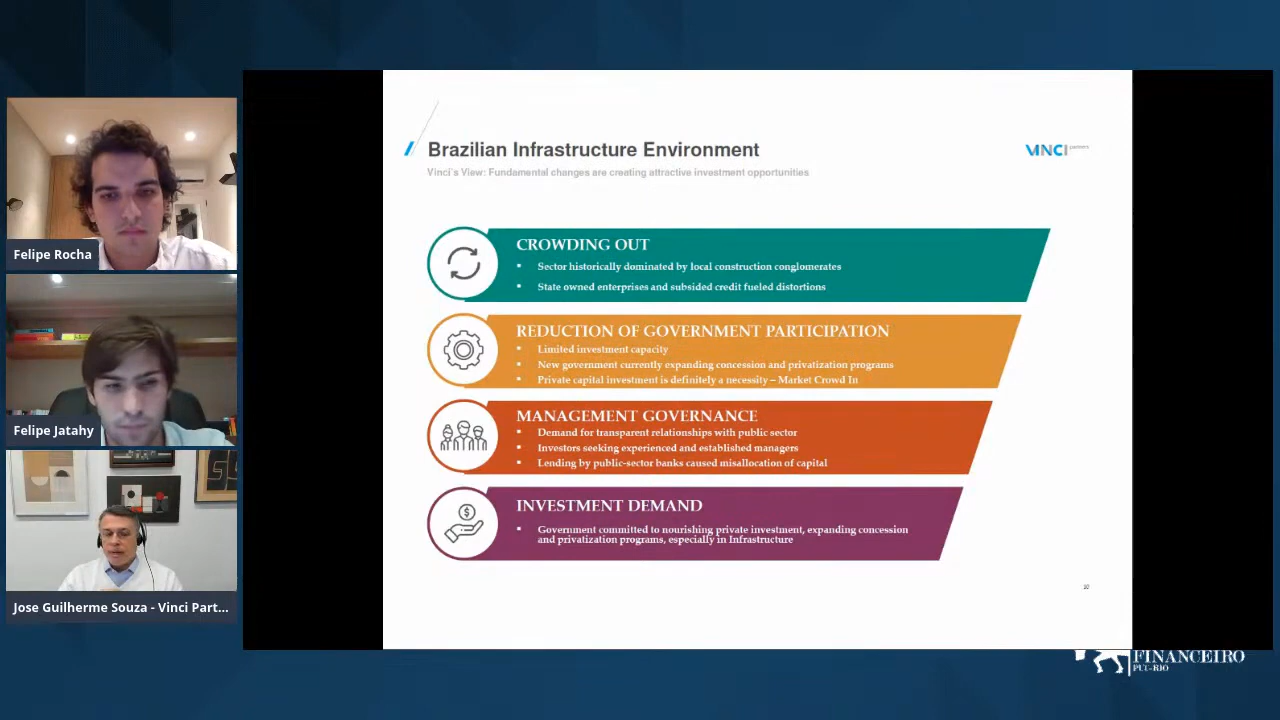 Felipe Rocha
Felipe Jatahy
Jose Guilherme Souza - Vinci Part...
Brazilian Infrastructure Environment
Vinci's View: Fundamental changes are creating attractive investment opportunities
VINCI partners
CROWDING OUT
▪ Sector historically dominated by local construction conglomerates
▪ State owned enterprises and subsided credit fueled distortions
REDUCTION OF GOVERNMENT PARTICIPATION
▪ Limited investment capacity
▪ New government currently expanding concession and privatization programs
▪ Private capital investment is definitely a necessity – Market Crowd In
MANAGEMENT GOVERNANCE
▪ Demand for transparent relationships with public sector
▪ Investors seeking experienced and established managers
▪ Lending by public-sector banks caused misallocation of capital
INVESTMENT DEMAND
▪ Government committed to nourishing private investment, expanding concession
and privatization programs, especially in Infrastructure
FINANCEIRO
PUC-RIO